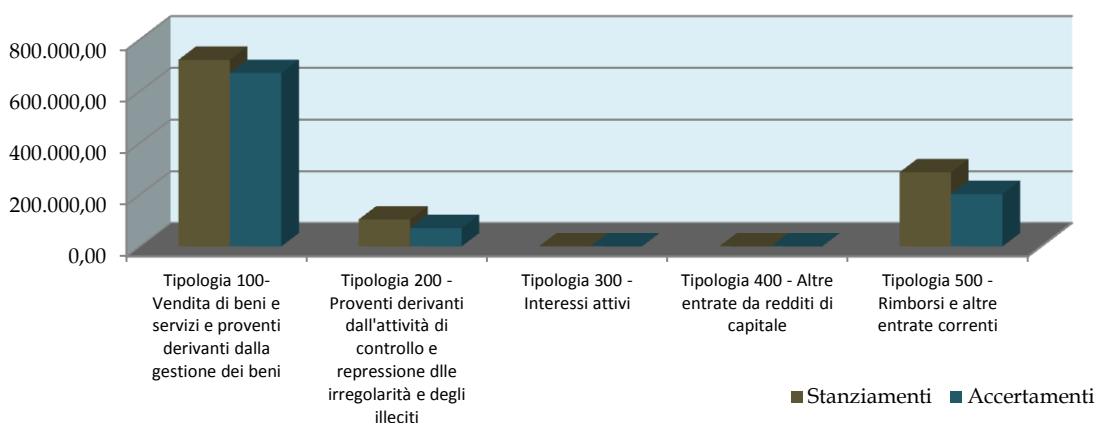 800.000,00
600.000,00
400.000,00
200.000,00
0,00
Tipologia 100-
Vendita di beni e
servizi e proventi
derivanti dalla
gestione dei beni
Tipologia 200 -
Proventi derivanti
dall'attività di
controllo e
repressione dlle
irregolarità e degli
illeciti
Tipologia 300 -
Interessi attivi
Tipologia 400 - Altre
entrate da redditi di
capitale
Tipologia 500 -
Rimborsi e altre
entrate correnti
Stanziamenti Accertamenti